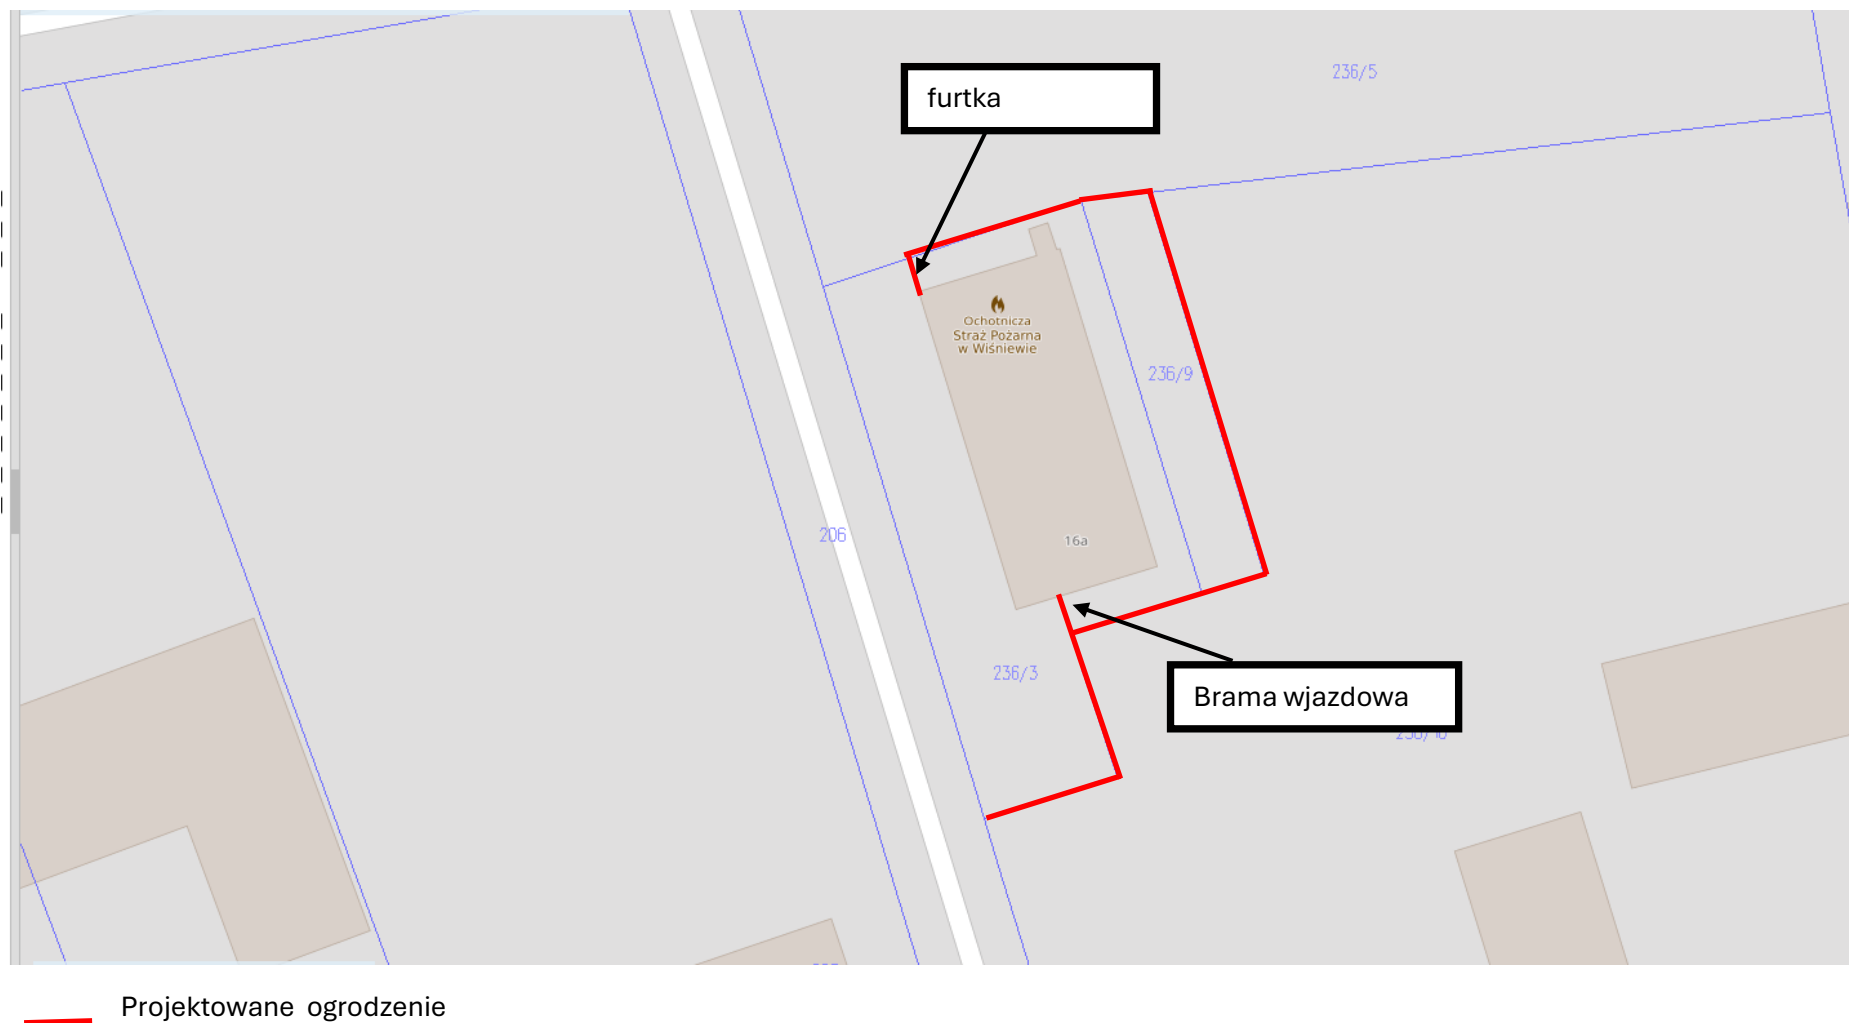 236/5
furtka
Ochotnicza
Straż Pożarna
w Wiśniewie
236/9
206
16a
236/3
Brama wjazdowa
Projektowane ogrodzenie